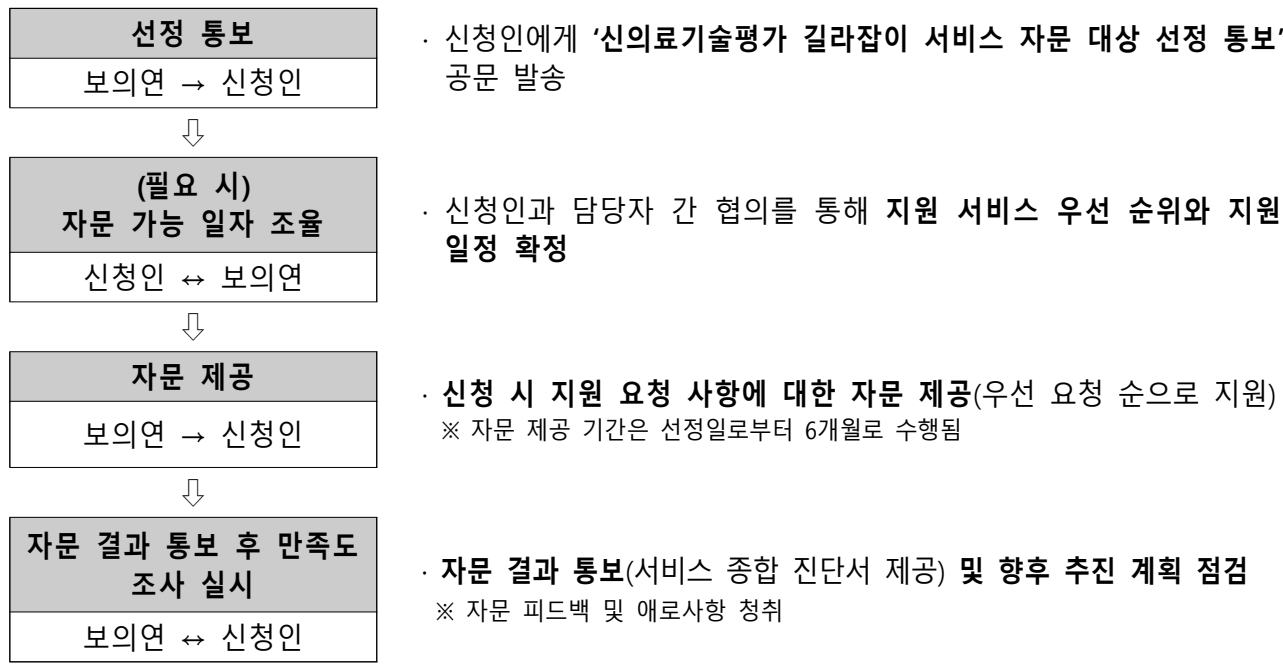 선정 통보
보의연 → 신청인
· 신청인에게 ‘신의료기술평가 길라잡이 서비스 자문 대상 선정 통보’
공문 발송
⇩
(필요 시)
자문 가능 일자 조율
신청인 ↔ 보의연
· 신청인과 담당자 간 협의를 통해 지원 서비스 우선 순위와 지원
일정 확정
⇩
자문 제공
보의연 → 신청인
· 신청 시 지원 요청 사항에 대한 자문 제공(우선 요청 순으로 지원)
※ 자문 제공 기간은 선정일로부터 6개월로 수행됨
⇩
자문 결과 통보 후 만족도
조사 실시
보의연 ↔ 신청인
· 자문 결과 통보(서비스 종합 진단서 제공) 및 향후 추진 계획 점검
※ 자문 피드백 및 애로사항 청취